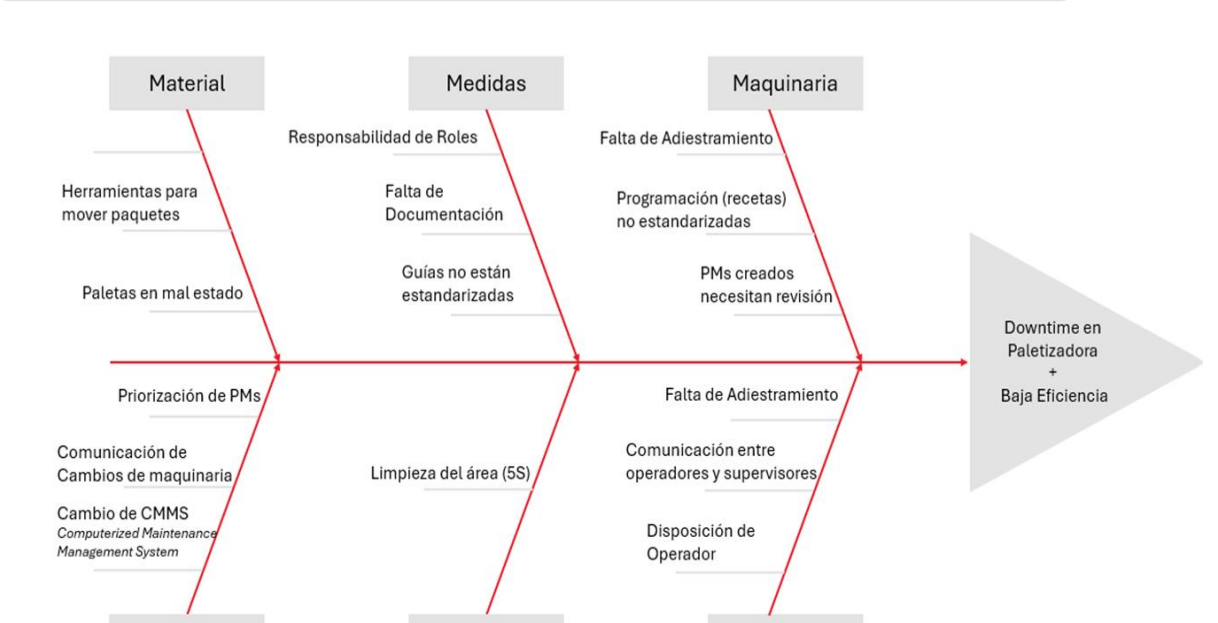 Material
Medidas
Maquinaria
Herramientas para
mover paquetes
Paletas en mal estado
Responsabilidad de Roles
Falta de
Documentación
Guías no están
estandarizadas
Falta de Adiestramiento
Programación (recetas)
no estandarizadas
PMs creados
necesitan revisión
Downtime en
Paletizadora
+
Baja Eficiencia
Priorización de PMs
Comunicación de
Cambios de maquinaria
Cambio de CMMS
Computerized Maintenance
Management System
Limpieza del área (5S)
Falta de Adiestramiento
Comunicación entre
operadores y supervisores
Disposición de
Operador